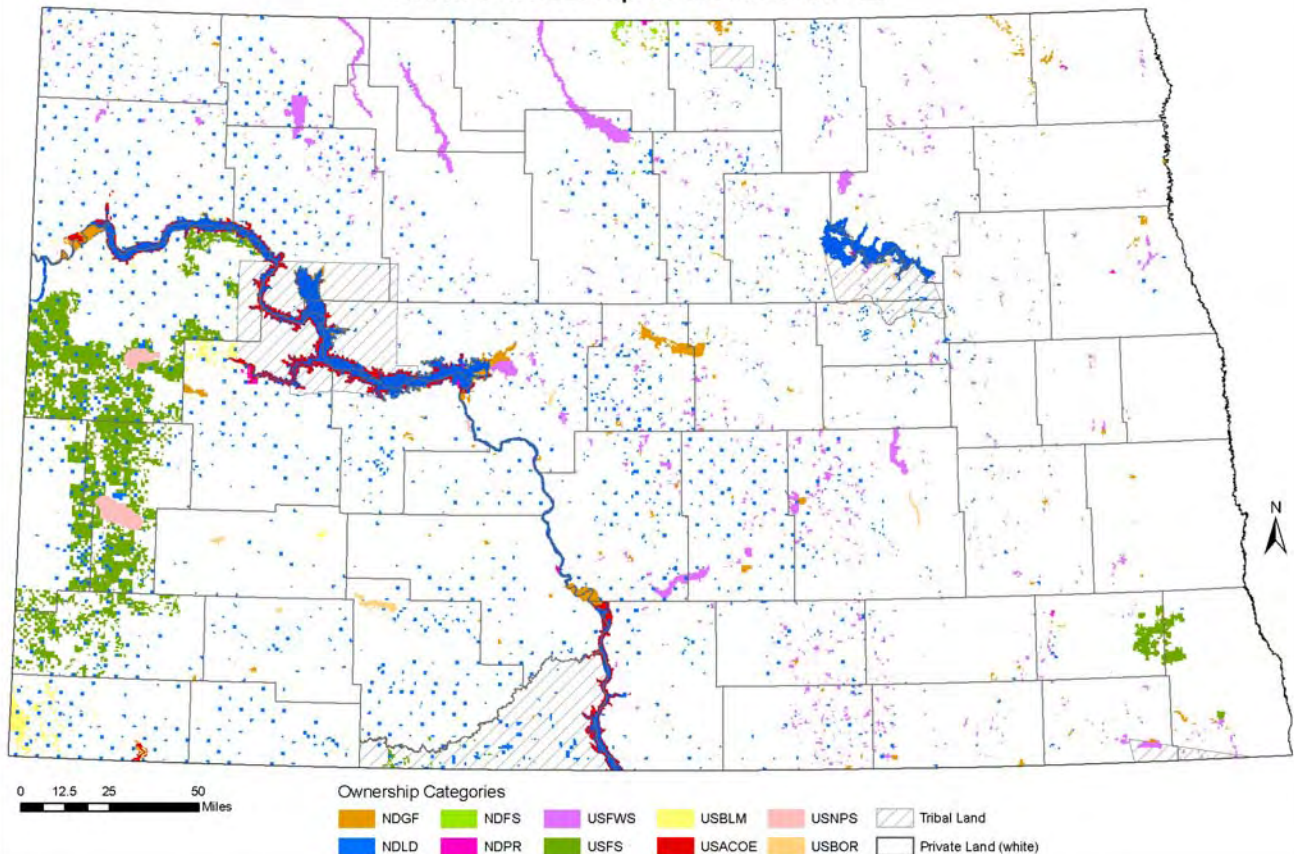 N
0 12.5 25 50
Miles
Ownership Categories
NDGF NDFS USFWS USBLM USNPS Tribal Land
NDLD NDPR USFS USACOE USBOR Private Land (white)